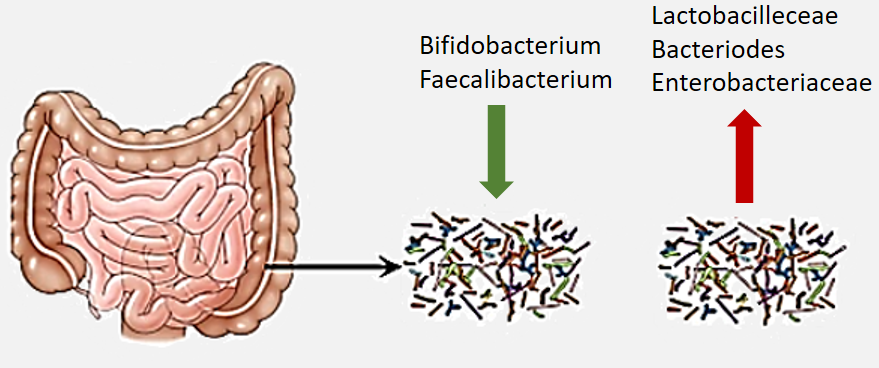 Bifidobacterium
Faecalibacterium
Lactobacilleceae
Bacteriodes
Enterobacteriaceae